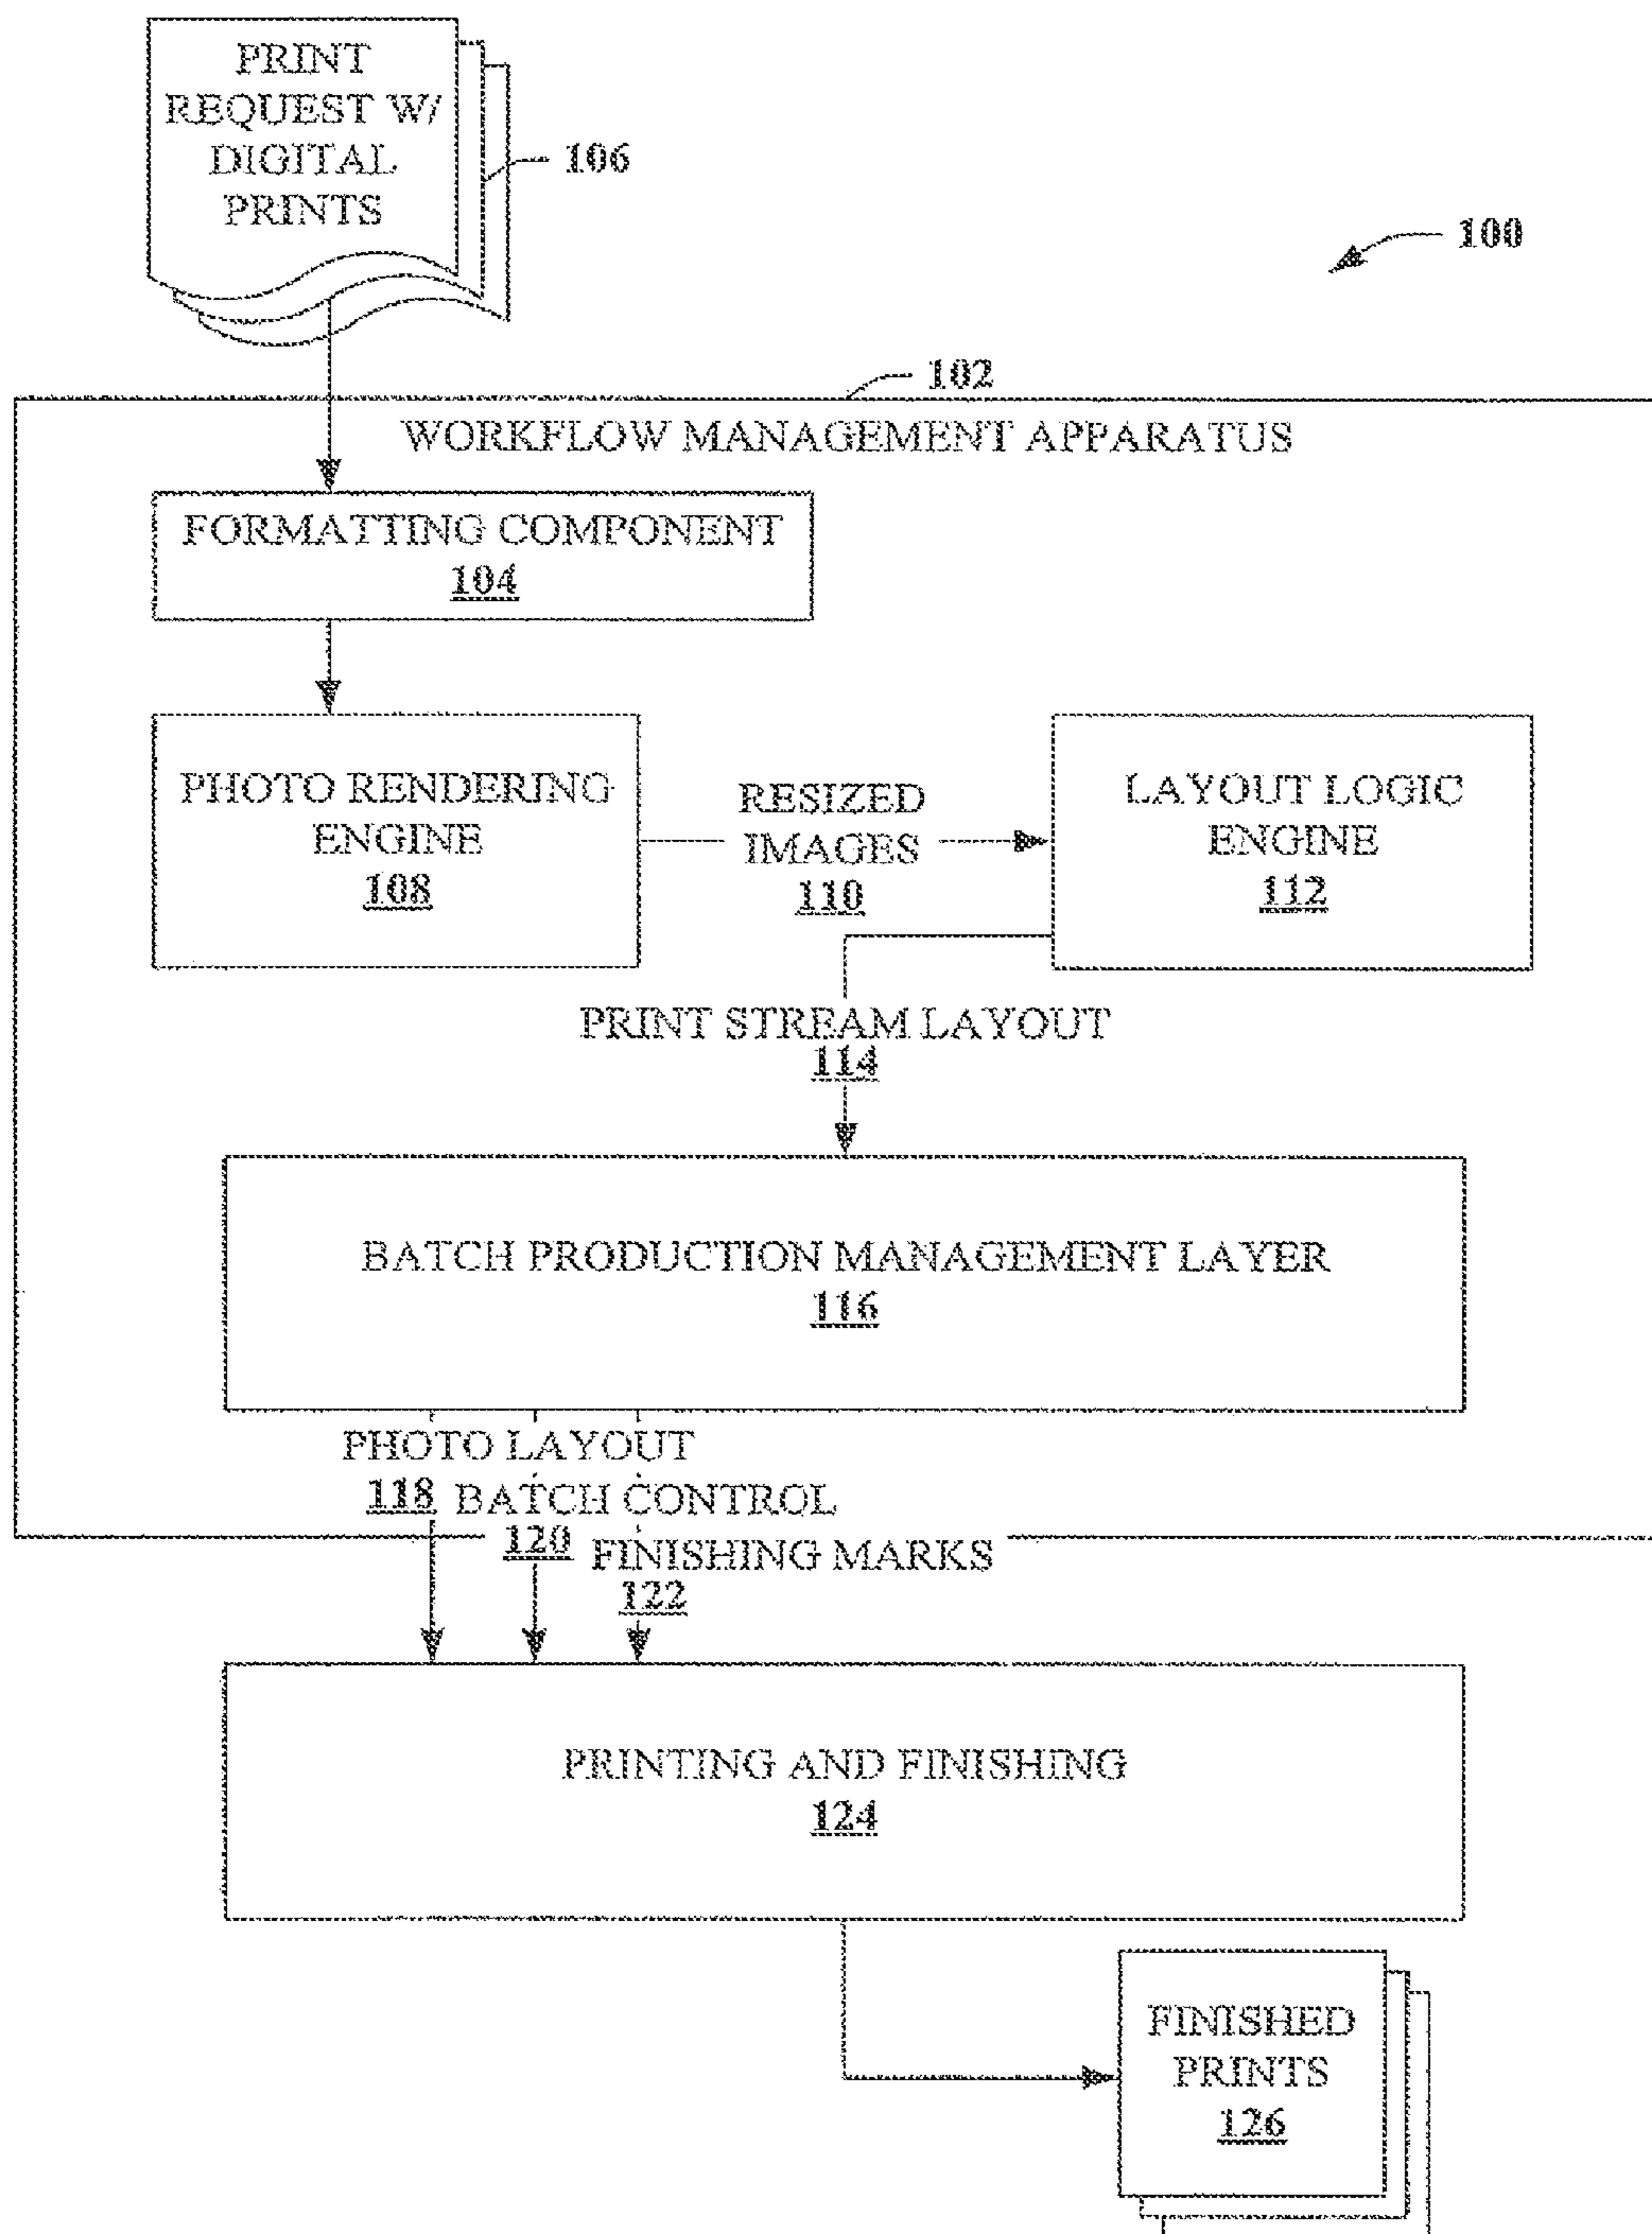 PRINT
REQUEST W/
DIGITAL
PRINTS
106
100
102
WORKFLOW MANAGEMENT APPARATUS
FORMATTING COMPONENT
104
PHOTO RENDERING
ENGINE
108
RESIZED
IMAGES
110
LAYOUT LOGIC
ENGINE
112
PRINT STREAM LAYOUT
114
BATCH PRODUCTION MANAGEMENT LAYER
116
PHOTO LAYOUT
118
BATCH CONTROL
120
FINISHING MARKS
122
PRINTING AND FINISHING
124
FINISHED
PRINTS
126